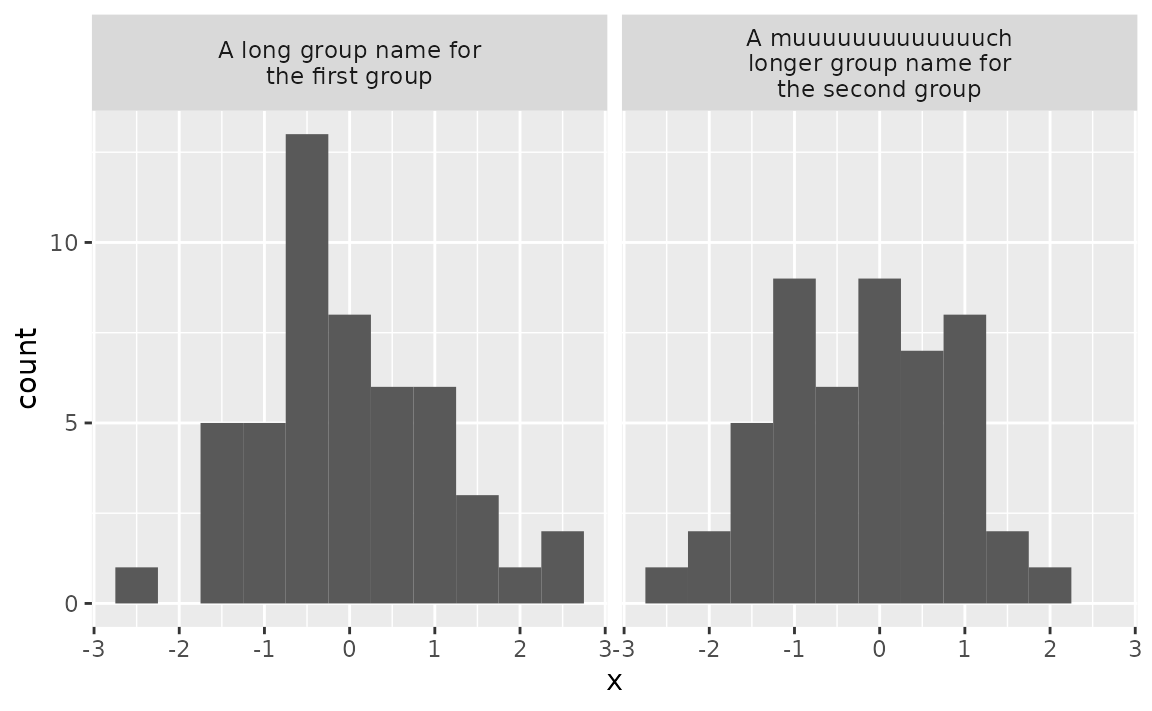 A long group name for
the first group
A muuuuuuuuuuuuuch
longer group name for
the second group
10
5
0
count
-3 -2 -1 0 1 2 3
-3 -2 -1 0 1 2 3
x